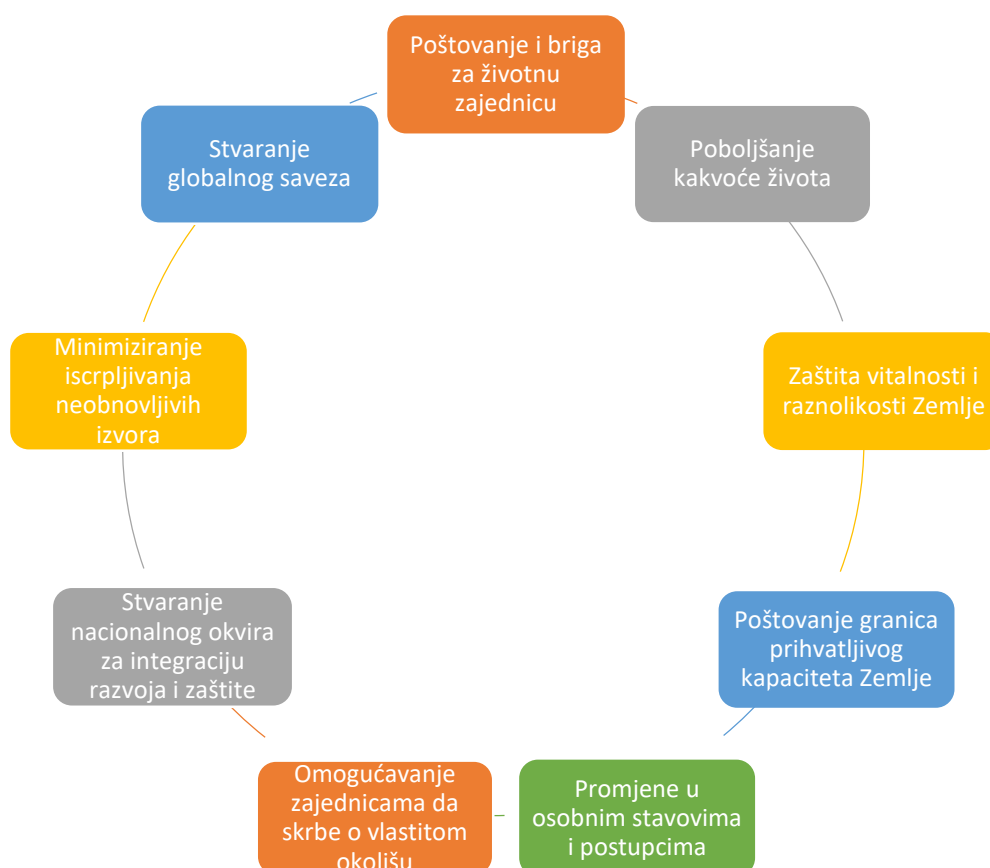 Poštovanje i briga
za životnu
zajednicu
Poboljšanje
kakvoće života
Zaštita vitalnosti i
raznolikosti Zemlje
Poštovanje granica
prihvatljivog
kapaciteta Zemlje
Promjene u
osobnim stavovima
i postupcima
Omogućavanje
zajednicama da
skrbe o vlastitom
okolišu
Stvaranje
nacionalnog okvira
za integraciju
razvoja i zaštite
Minimiziranje
iscrpljivanja
neobnovljivih
izvora
Stvaranje
globalnog saveza